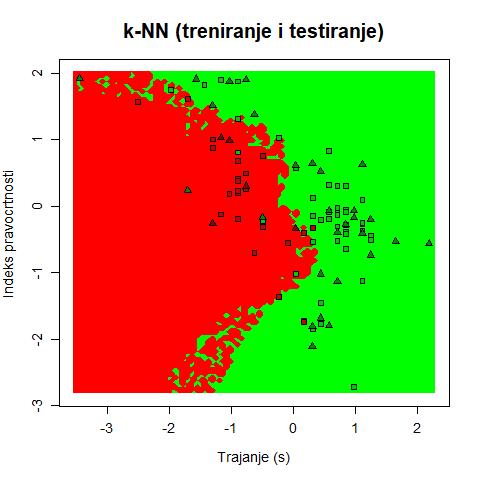 k-NN (treniranje i testiranje)
Indeks pravocrtnosti
2
1
0
-1
-2
-3
-3 -2 -1 0 1 2
Trajanje (s)